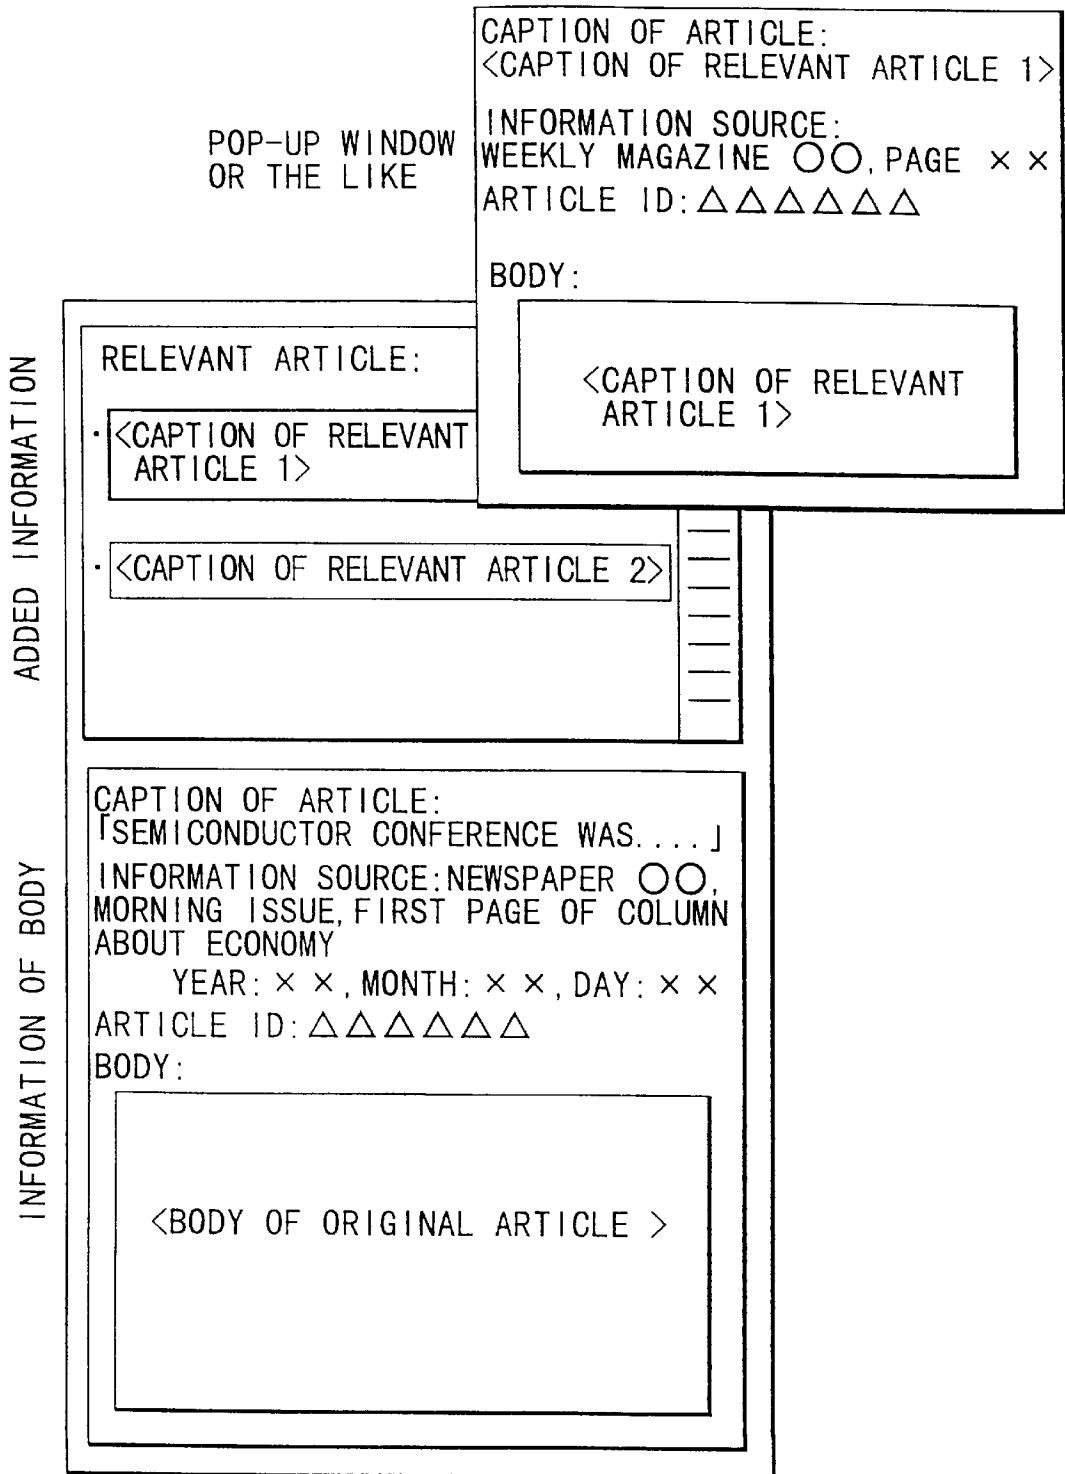 CAPTION OF ARTICLE:
<CAPTION OF RELEVANT ARTICLE 1>
INFORMATION SOURCE:
WEEKLY MAGAZINE ○○, PAGE × ×
ARTICLE ID:△△△△△△
BODY:
<CAPTION OF RELEVANT
ARTICLE 1>
POP-UP WINDOW
OR THE LIKE
ADDED INFORMATION
RELEVANT ARTICLE:
· <CAPTION OF RELEVANT
ARTICLE 1>
· <CAPTION OF RELEVANT ARTICLE 2>
INFORMATION OF BODY
CAPTION OF ARTICLE:
「SEMICONDUCTOR CONFERENCE WAS....」
INFORMATION SOURCE:NEWSPAPER ○○,
MORNING ISSUE, FIRST PAGE OF COLUMN
ABOUT ECONOMY
YEAR: × ×, MONTH: × ×, DAY: × ×
ARTICLE ID:△△△△△△
BODY:
<BODY OF ORIGINAL ARTICLE >